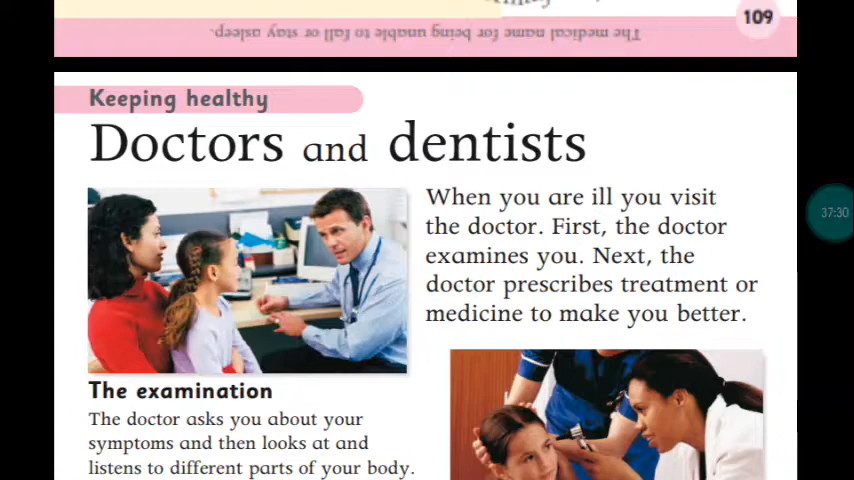 109
The medical name for being unable to fall or stay asleep.
Keeping healthy
Doctors and dentists
When you are ill you visit
the doctor. First, the doctor
examines you. Next, the
doctor prescribes treatment or
medicine to make you better.
37:30
The examination
The doctor asks you about your
symptoms and then looks at and
listens to different parts of your body.